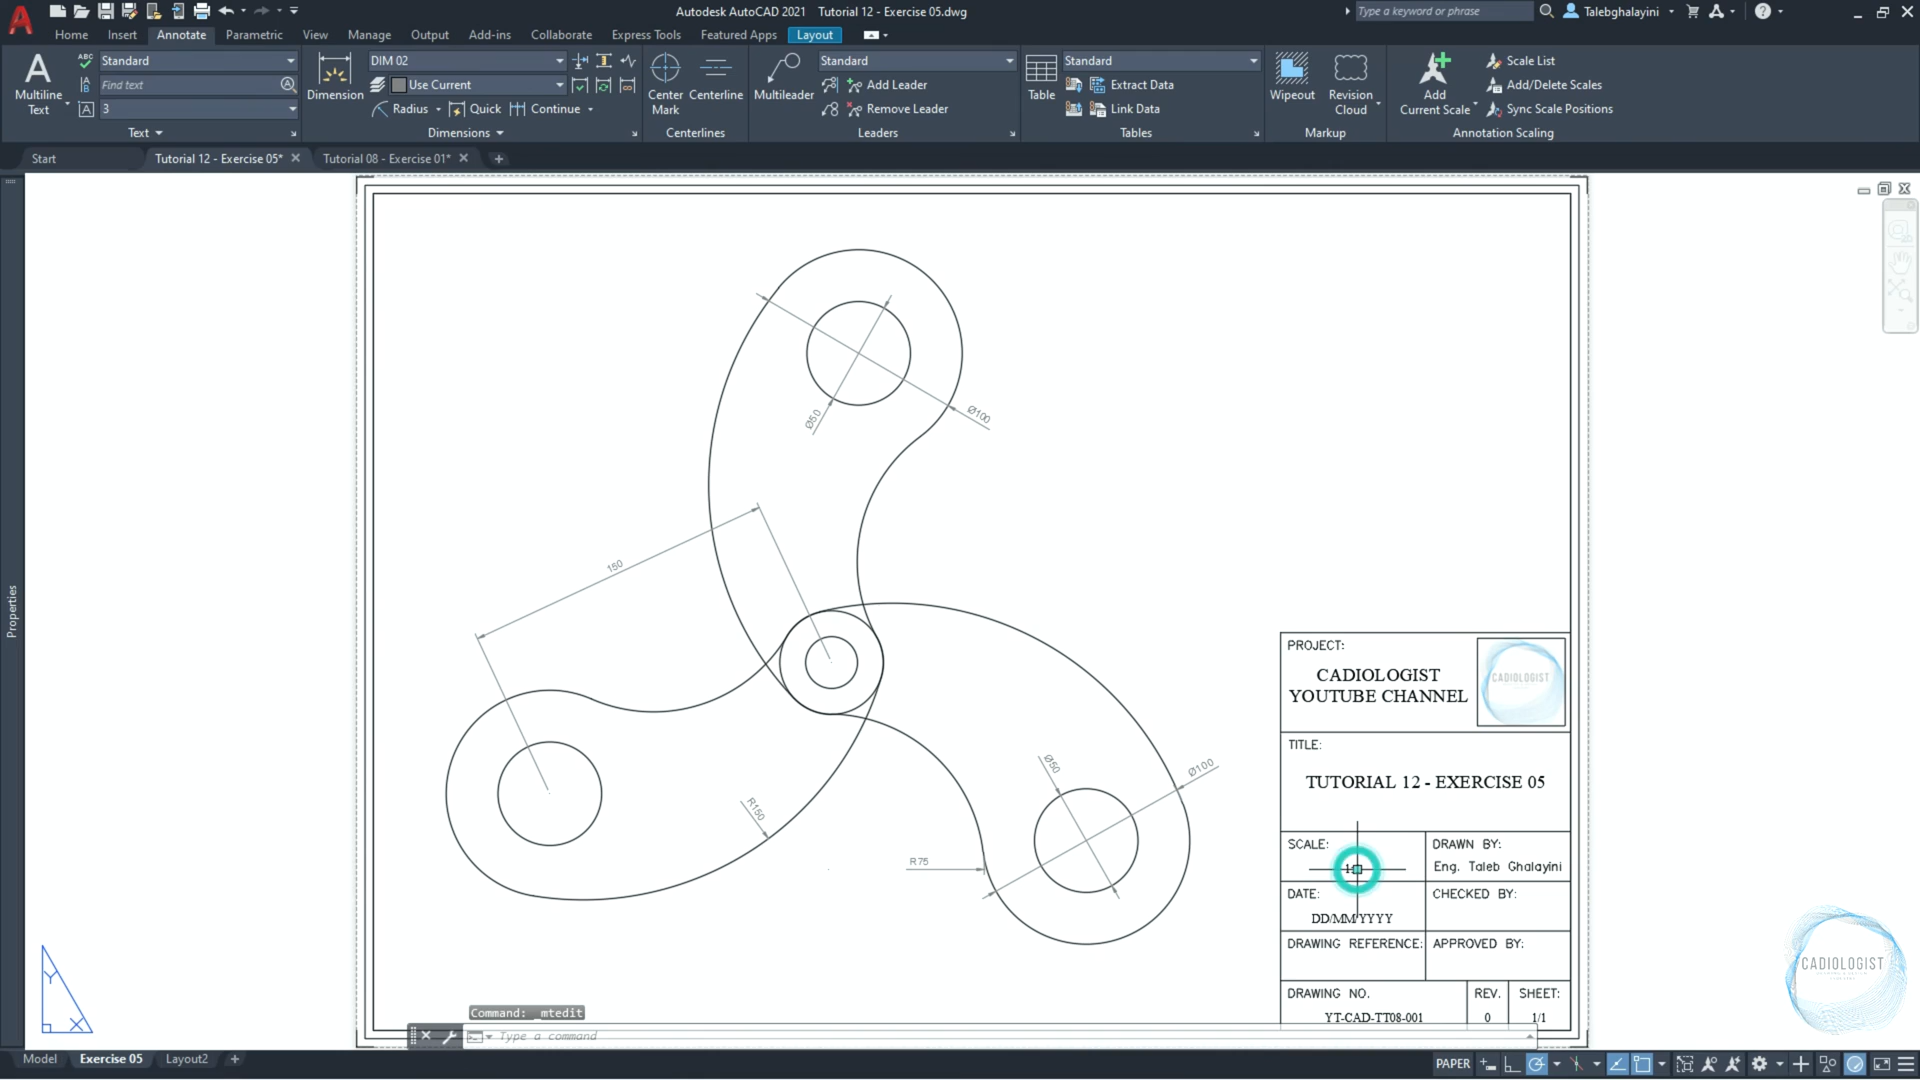 Autodesk AutoCAD 2021 Tutorial 12 - Exercise 05.dwg
Type a keyword or phrase
Talebghalayini
Home Insert Annotate Parametric View Manage Output Add-ins Collaborate Express Tools Featured Apps Layout
Multiline Text
Standard
Find text
3
Text
Dimension
DIM 02
Use Current
Radius Quick Continue
Dimensions
Center Mark
Centerline
Centerlines
Multileader
Standard
Add Leader
Remove Leader
Leaders
Table
Standard
Extract Data
Link Data
Tables
Wipeout
Revision Cloud
Markup
Add Current Scale
Scale List
Add/Delete Scales
Sync Scale Positions
Annotation Scaling
Start
Tutorial 12 - Exercise 05*
Tutorial 08 - Exercise 01*
Properties
Ø50
Ø100
150
R150
R75
Ø50
Ø100
PROJECT:
CADIOLOGIST
YOUTUBE CHANNEL
CADIOLOGIST
TITLE:
TUTORIAL 12 - EXERCISE 05
SCALE:
DRAWN BY:
Eng. Taleb Ghalayini
DATE:
DD/MM/YYYY
CHECKED BY:
DRAWING REFERENCE:
APPROVED BY:
DRAWING NO.
YT-CAD-TT08-001
REV.
0
SHEET:
1/1
CADIOLOGIST
Y
X
Command: _mtedit
Type a command
Model Exercise 05 Layout2
PAPER